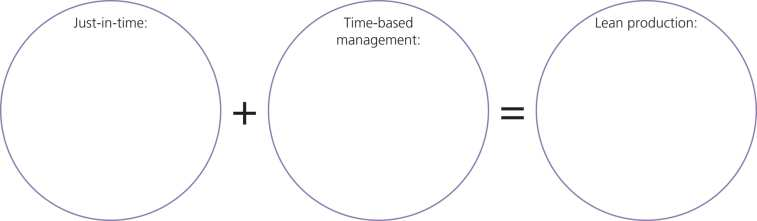 Just-in-time:
Time-based
management:
Lean production:
+
=